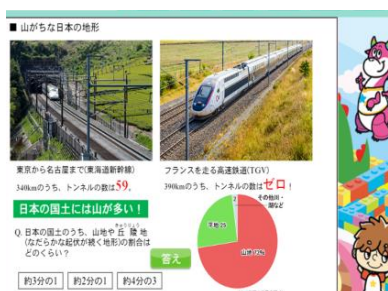 ■ 山がちな日本の地形
東京から名古屋まで(東海道新幹線)
340kmのうち、トンネルの数は59。
フランスを走る高速鉄道(TGV)
390kmのうち、トンネルの数はゼロ!
日本の国土には山が多い!
Q. 日本の国土のうち、山地や丘陵地
(なだらかな起伏が続く地形)の割合は
どのくらい?
答え
約3分の1
約2分の1
約4分の3
その他川・
湖など
平地 25
山地 73%